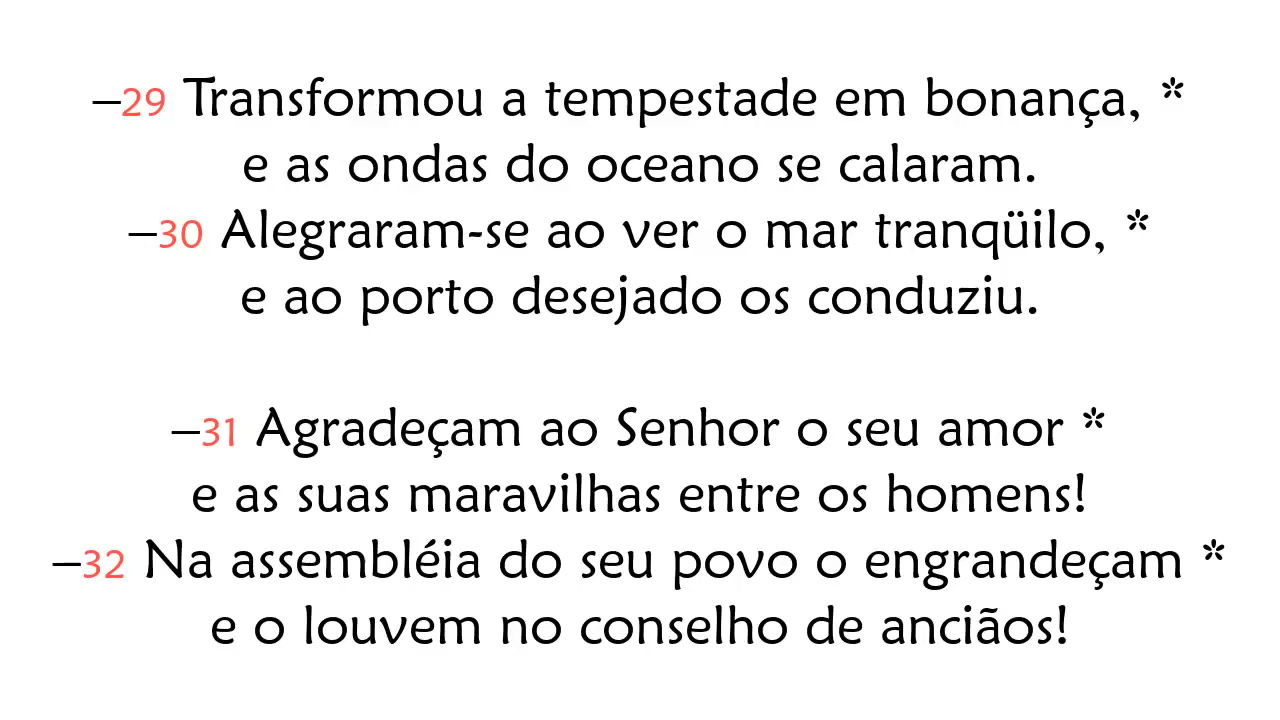 –29 Transformou a tempestade em bonança, *
e as ondas do oceano se calaram.
–30 Alegraram-se ao ver o mar tranqüilo, *
e ao porto desejado os conduziu.
–31 Agradeçam ao Senhor o seu amor *
e as suas maravilhas entre os homens!
–32 Na assembléia do seu povo o engrandeçam *
e o louvem no conselho de anciãos!